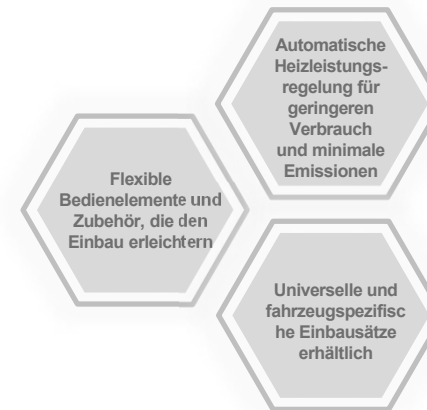 Automatische
Heizleistungs-
regelung für
geringeren
Verbrauch
und minimale
Emissionen
Flexible
Bedienelemente und
Zubehör, die den
Einbau erleichtern
Universelle und
fahrzeugspezifisc
he Einbausätze
erhältlich